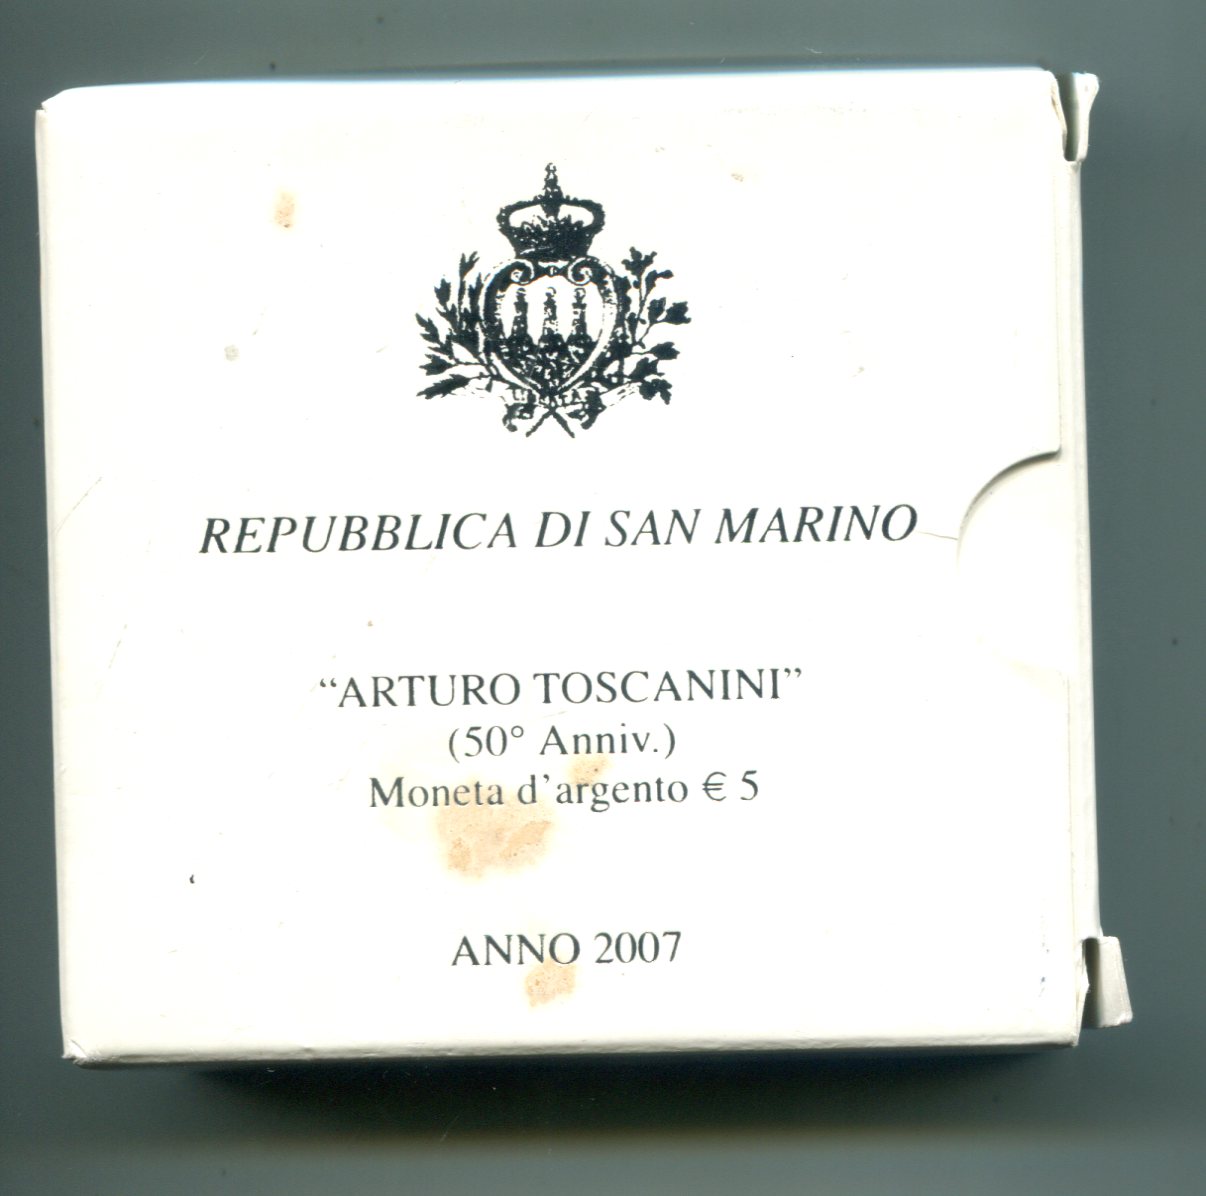 REPUBBLICA DI SAN MARINO
“ARTURO TOSCANINI”
(50° Anniv.)
Moneta d’argento € 5
ANNO 2007